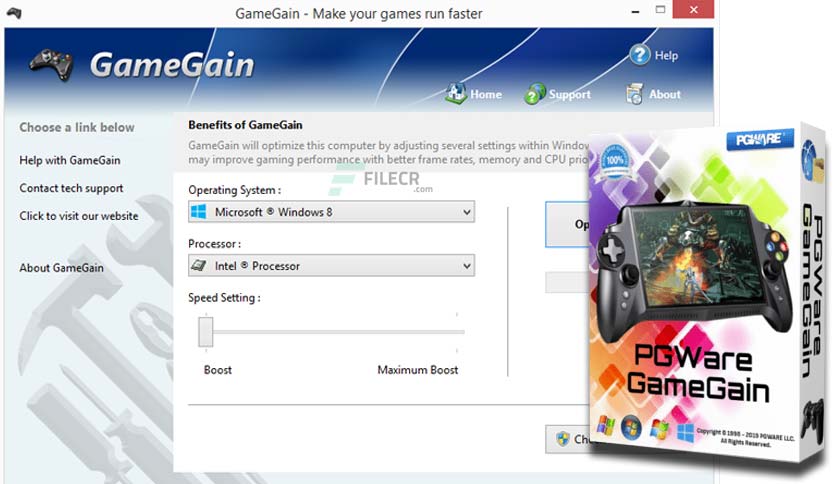 GameGain - Make your games run faster
GameGain
Help
Home
Support
About
Choose a link below
Help with GameGain
Contact tech support
Click to visit our website
About GameGain
Benefits of GameGain
GameGain will optimize this computer by adjusting several settings within Window
may improve gaming performance with better frame rates, memory and CPU prio
FILECR
.com
Operating System :
Microsoft ® Windows 8
Processor :
Intel ® Processor
Speed Setting :
Boost
Maximum Boost
Op
PGWARE
100%
PGWare
GameGain
Copyright © 1998 - 2015 PGWARE LLC.
All Rights Reserved.
PGWare
GameGain